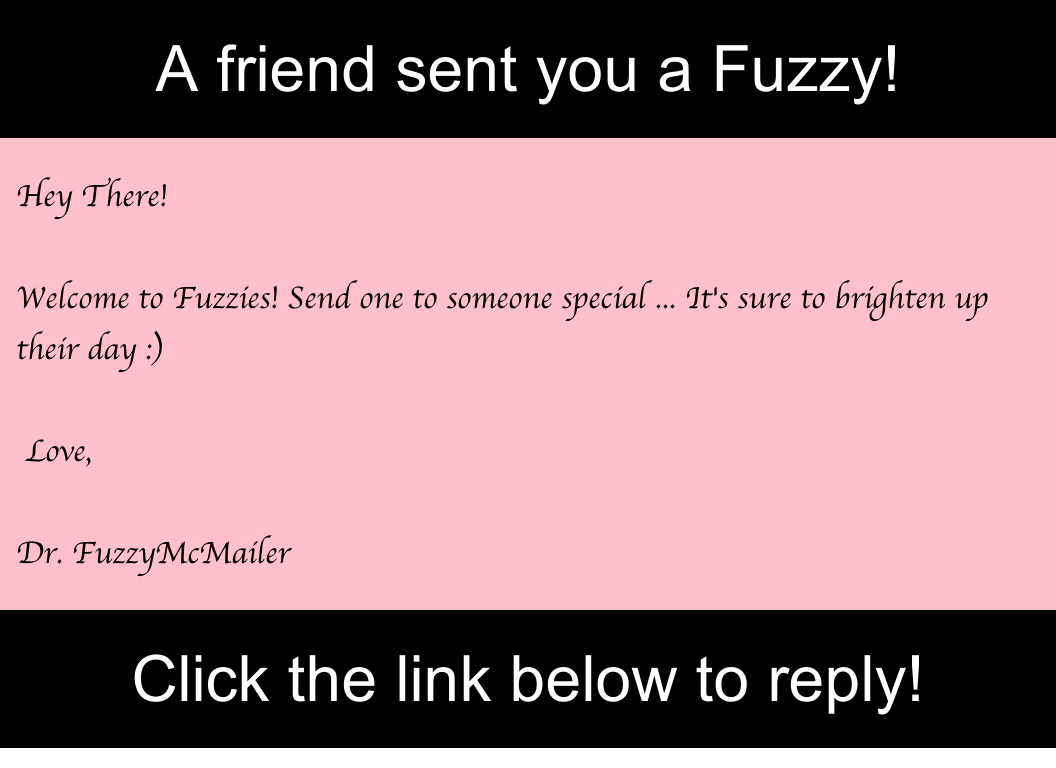 A friend sent you a Fuzzy!
Hey There!
Welcome to Fuzzies! Send one to someone special ... It's sure to brighten up
their day :)
Love,
Dr. FuzzyMcMailer
Click the link below to reply!